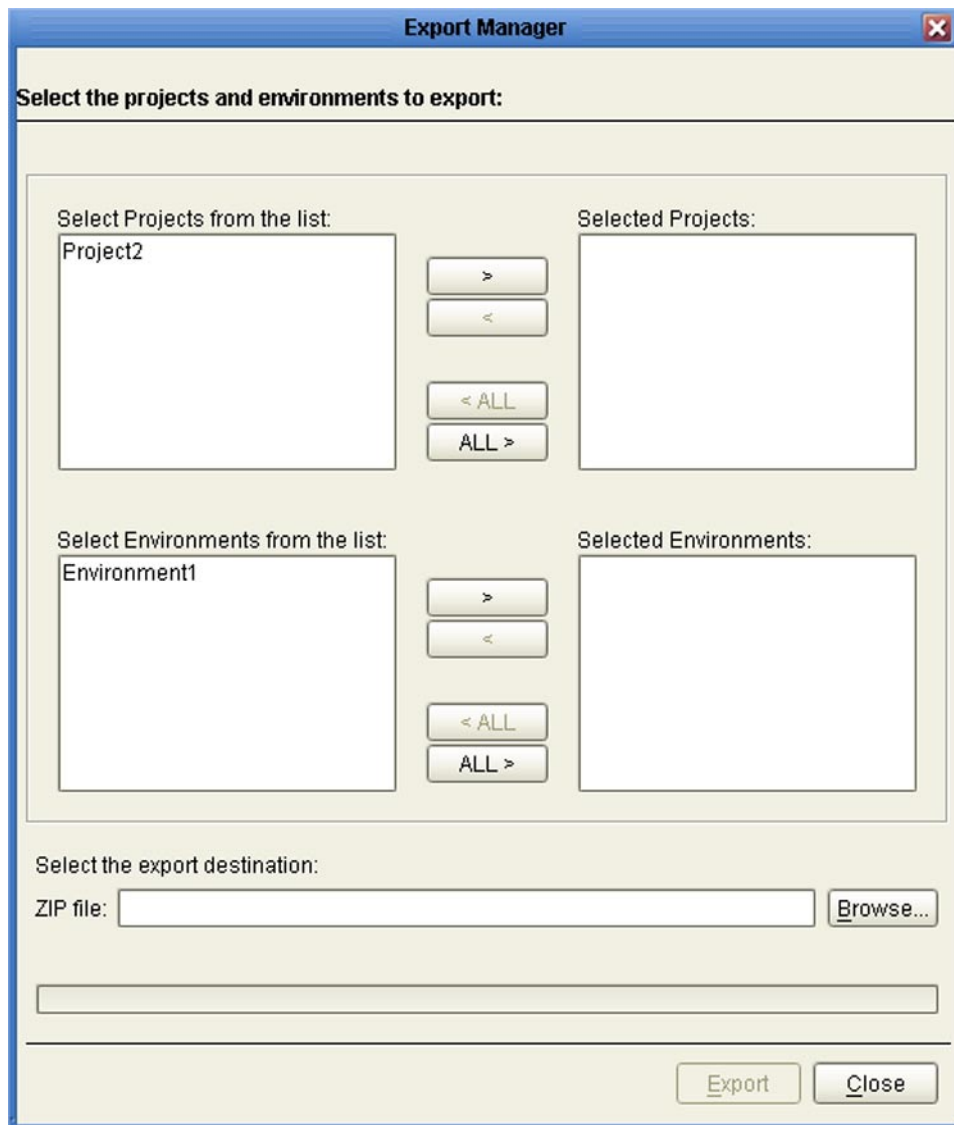 Export Manager
Select the projects and environments to export:
Select Projects from the list:
Selected Projects:
Project2
>
<
< ALL
ALL >
Select Environments from the list:
Selected Environments:
Environment1
>
<
< ALL
ALL >
Select the export destination:
ZIP file:
Browse...
Export
Close